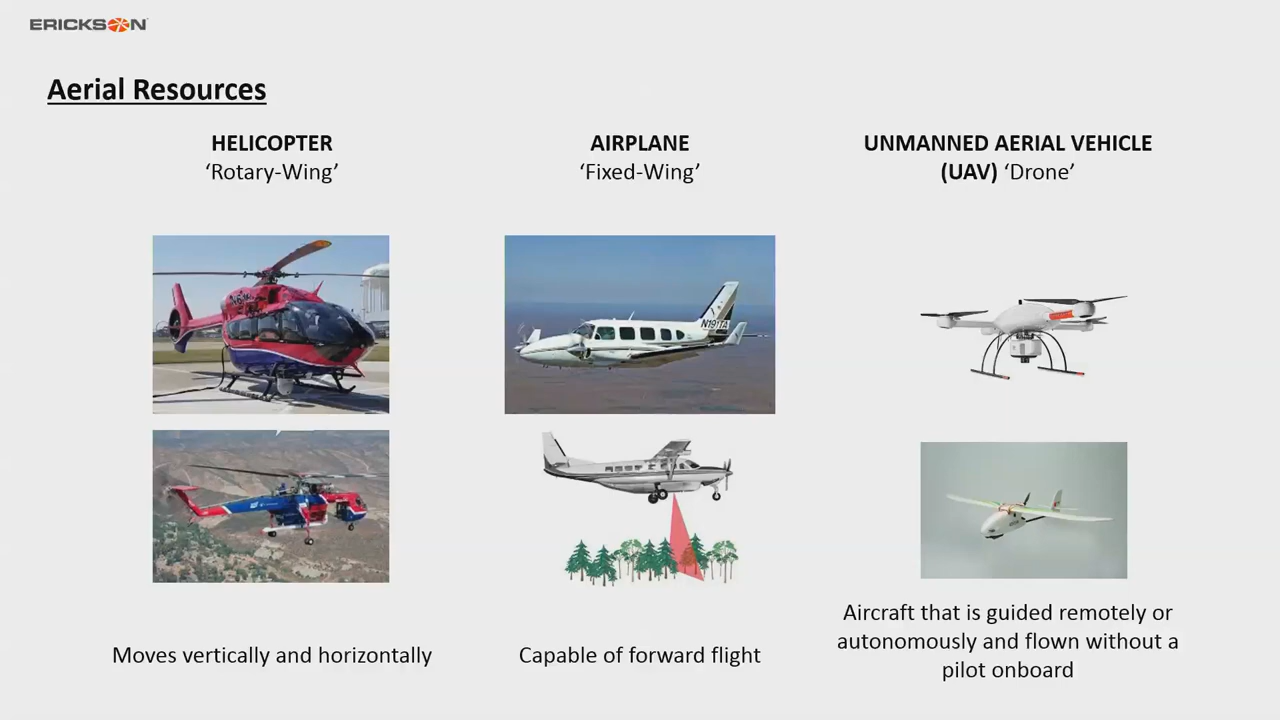 ERICKSON
Aerial Resources
HELICOPTER
‘Rotary-Wing’
AIRPLANE
‘Fixed-Wing’
UNMANNED AERIAL VEHICLE
(UAV) ‘Drone’
N191TA
Moves vertically and horizontally
Capable of forward flight
Aircraft that is guided remotely or
autonomously and flown without a
pilot onboard